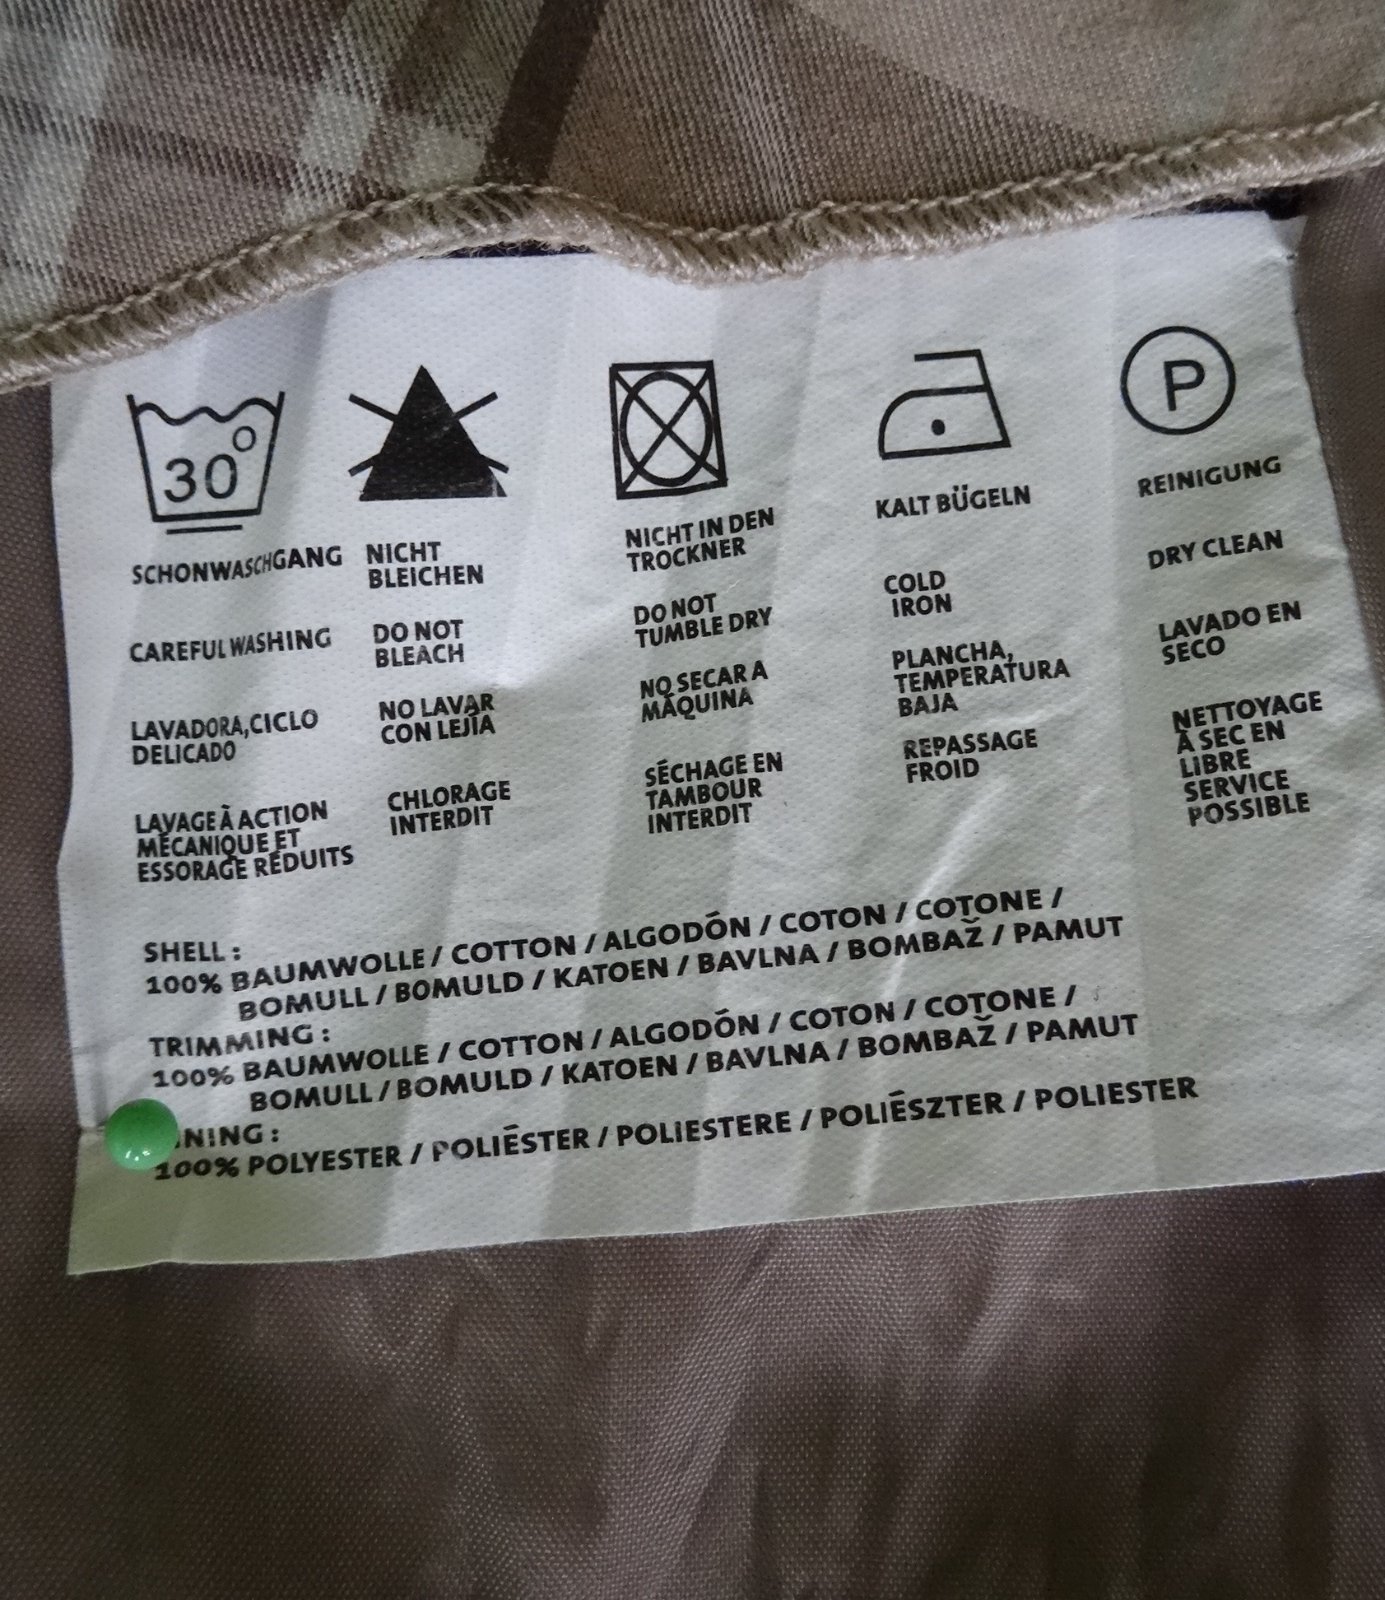 30°
P
SCHONWASCHGANG
NICHT
BLEICHEN
NICHT IN DEN
TROCKNER
KALT BÜGELN
REINIGUNG
CAREFUL WASHING
DO NOT
BLEACH
DO NOT
TUMBLE DRY
COLD
IRON
DRY CLEAN
LAVADORA, CICLO
DELICADO
NO LAVAR
CON LEJÍA
NO SECAR A
MÁQUINA
PLANCHA,
TEMPERATURA
BAJA
LAVADO EN
SECO
LAVAGE À ACTION
MÉCANIQUE ET
ESSORAGE RÉDUITS
CHLORAGE
INTERDIT
SÉCHAGE EN
TAMBOUR
INTERDIT
REPASSAGE
FROID
NETTOYAGE
À SEC EN
LIBRE
SERVICE
POSSIBLE
SHELL :
100% BAUMWOLLE / COTTON / ALGODÓN / COTON / COTONE /
BOMULL / BOMULD / KATOEN / BAVLNA / BOMBAŽ / PAMUT
TRIMMING :
100% BAUMWOLLE / COTTON / ALGODÓN / COTON / COTONE /
BOMULL / BOMULD / KATOEN / BAVLNA / BOMBAŽ / PAMUT
INING :
100% POLYESTER / POLIÉSTER / POLIESTERE / POLIÉSZTER / POLIESTER